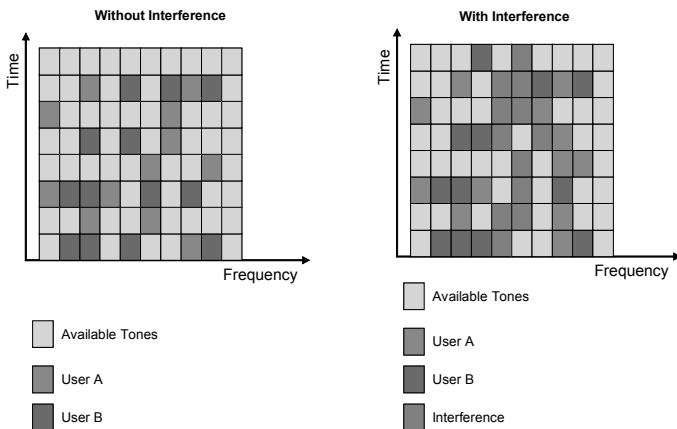 Without Interference
Time
Frequency
Available Tones
User A
User B
With Interference
Time
Frequency
Available Tones
User A
User B
Interference